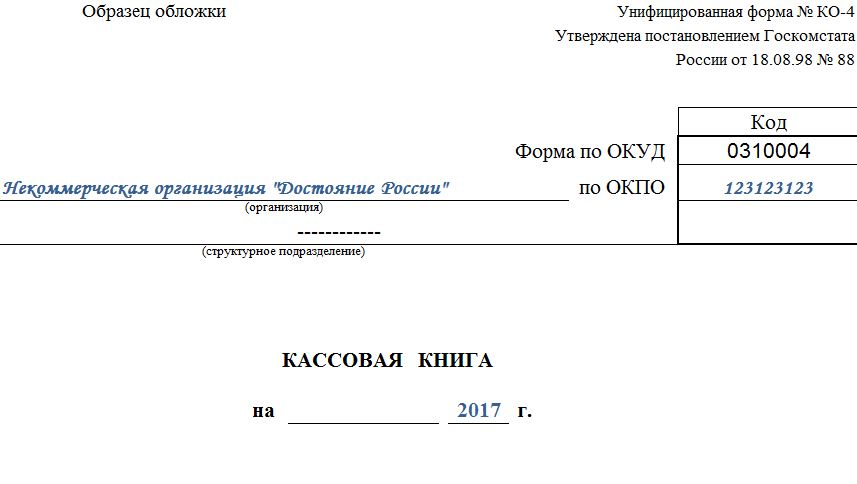 Образец обложки
Унифицированная форма № КО-4
Утверждена постановлением Госкомстата
России от 18.08.98 № 88
Код
Форма по ОКУД 0310004
Некоммерческая организация "Достояние России" по ОКПО 123123123
(организация)
------------
(структурное подразделение)
КАССОВАЯ КНИГА
на 2017 г.